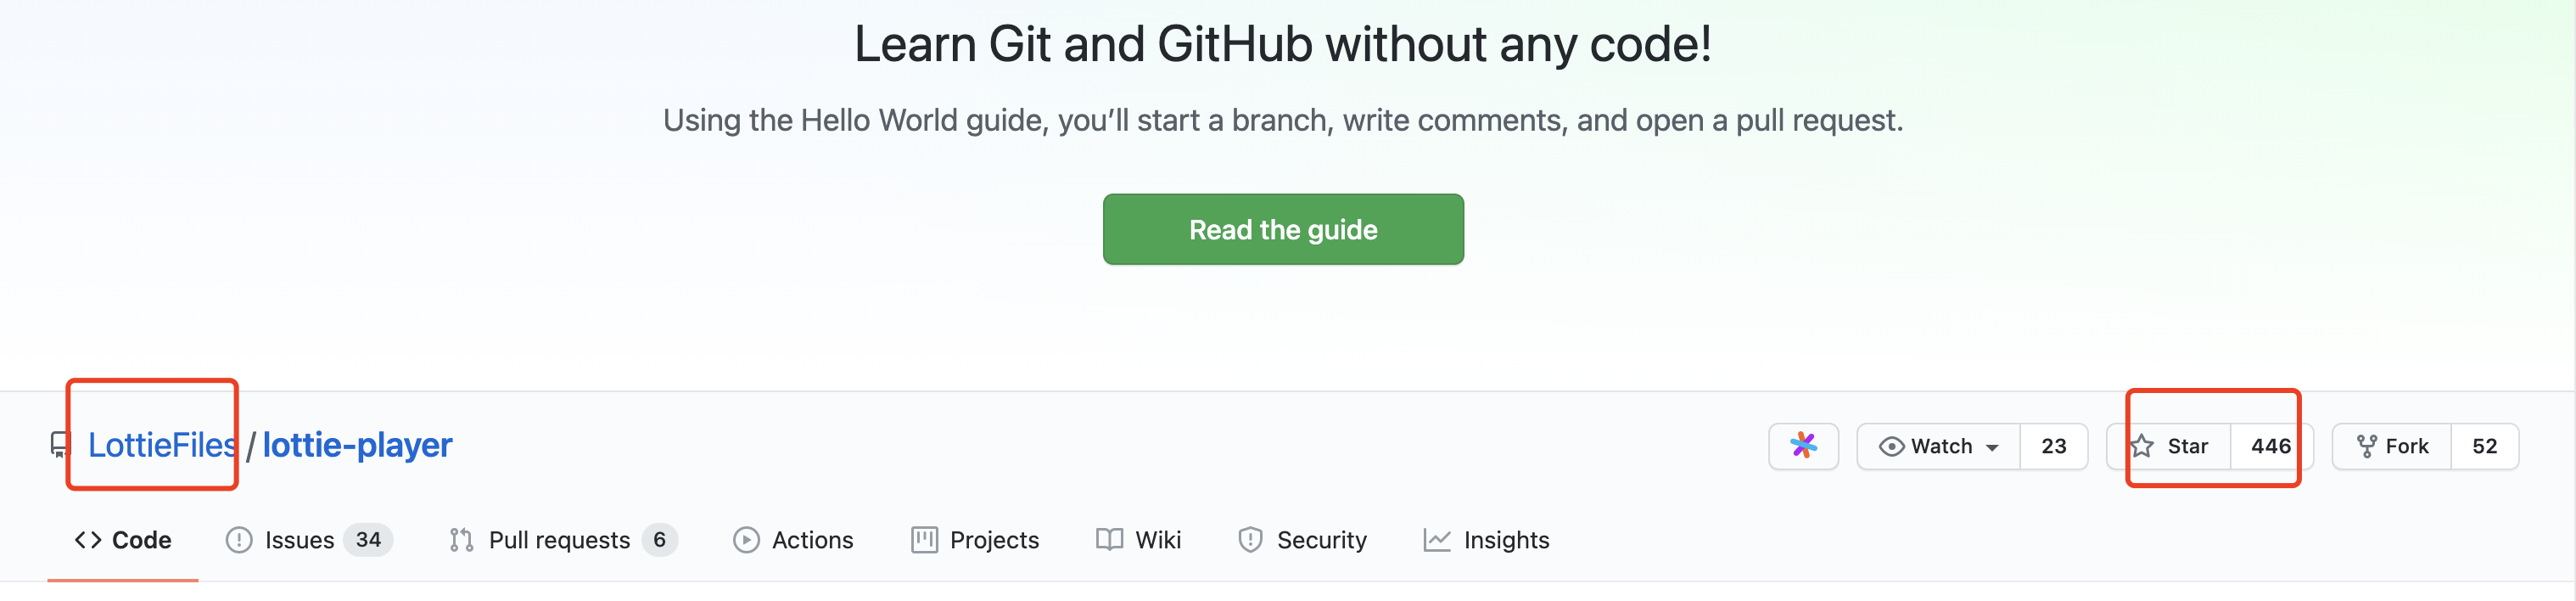 Learn Git and GitHub without any code!
Using the Hello World guide, you’ll start a branch, write comments, and open a pull request.
Read the guide
LottieFiles / lottie-player
Watch 23 Star 446 Fork 52
Code Issues 34 Pull requests 6 Actions Projects Wiki Security Insights